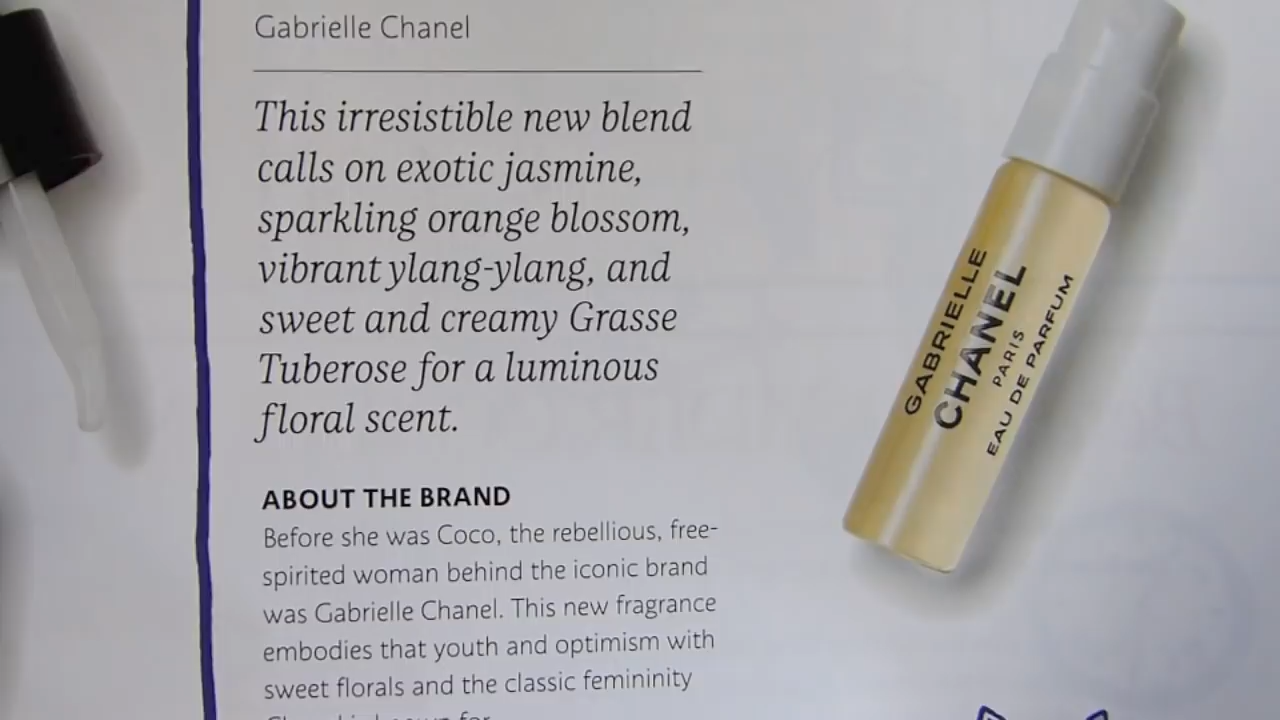 Gabrielle Chanel
This irresistible new blend
calls on exotic jasmine,
sparkling orange blossom,
vibrant ylang-ylang, and
sweet and creamy Grasse
Tuberose for a luminous
floral scent.
ABOUT THE BRAND
Before she was Coco, the rebellious, free-
spirited woman behind the iconic brand
was Gabrielle Chanel. This new fragrance
embodies that youth and optimism with
sweet florals and the classic femininity
GABRIELLE
CHANEL
PARIS
EAU DE PARFUM